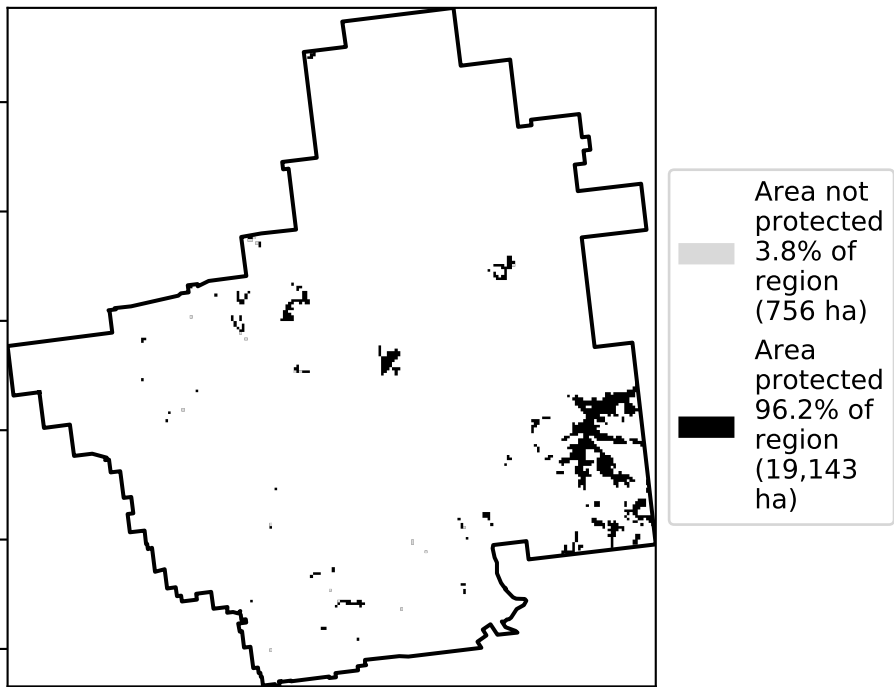 Area not
protected
3.8% of
region
(756 ha)
Area
protected
96.2% of
region
(19,143
ha)